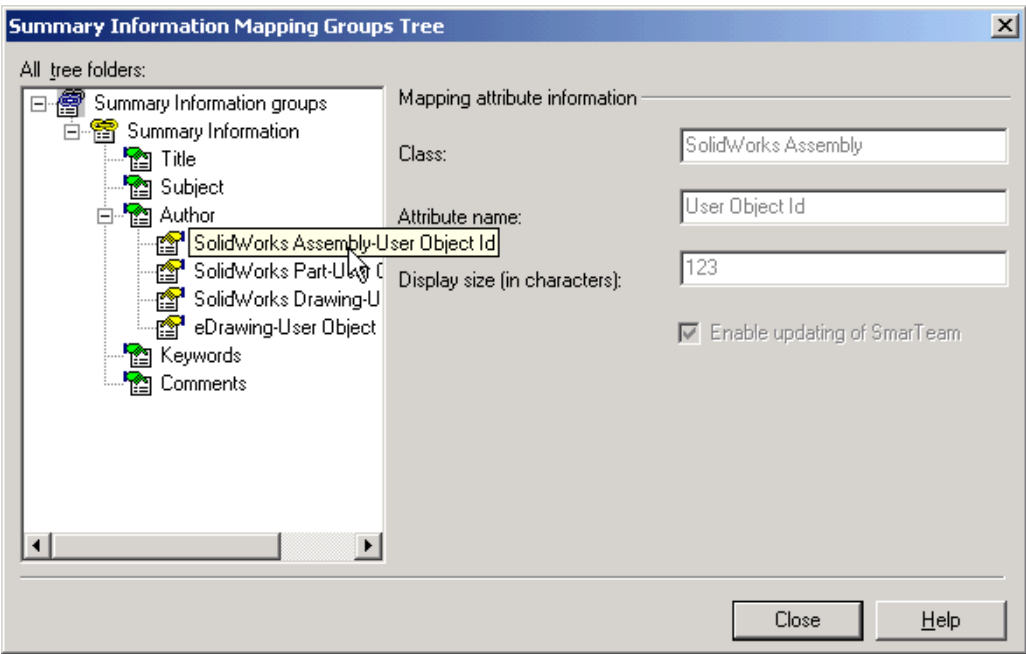 Summary Information Mapping Groups Tree
All tree folders:
Summary Information groups
Summary Information
Title
Subject
Author
SolidWorks Assembly-User Object Id
SolidWorks Part-User O
SolidWorks Drawing-U
eDrawing-User Object
Keywords
Comments
Mapping attribute information
Class:
SolidWorks Assembly
Attribute name:
User Object Id
Display size (in characters):
123
Enable updating of SmarTeam
Close
Help